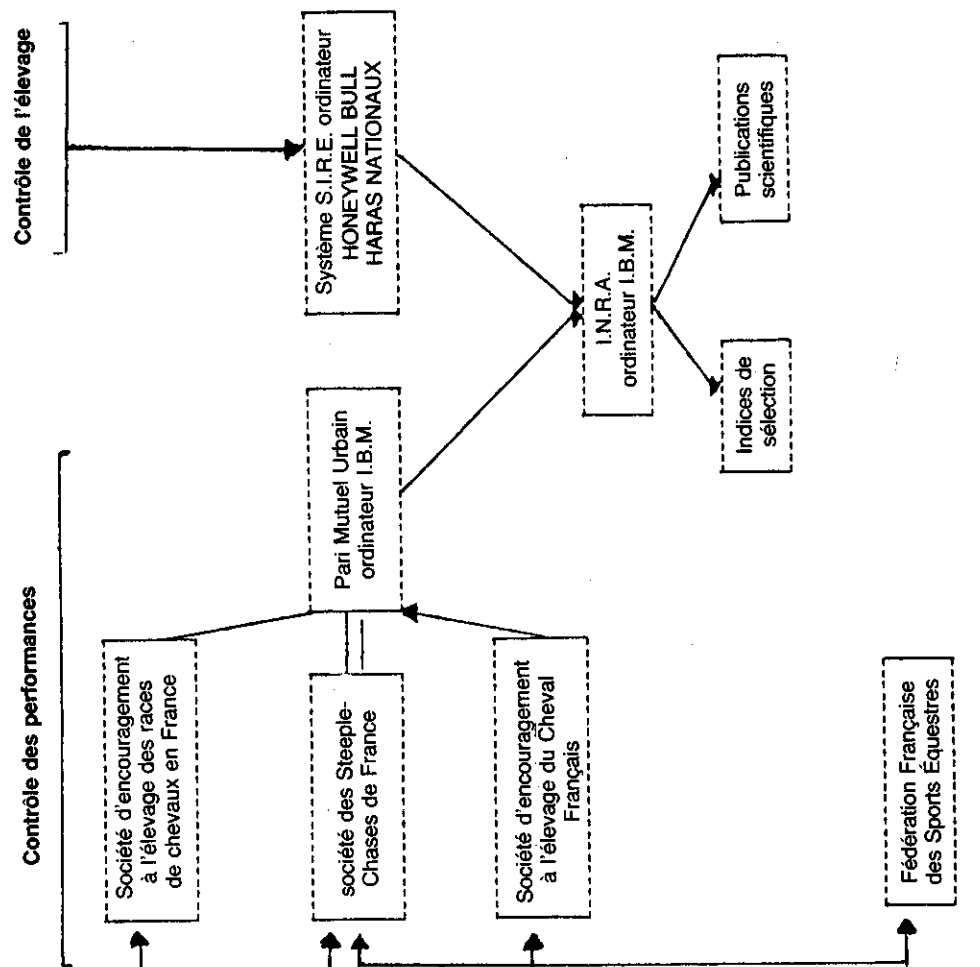 Contrôle des performances
Contrôle de l'élevage
Société d'encouragement
à l'élevage des races
de chevaux en France
société des Steeple-
Chases de France
Société d'encouragement
à l'élevage du Cheval
Français
Fédération Française
des Sports Équestres
Pari Mutuel Urbain
ordinateur I.B.M.
Système S.I.R.E. ordinateur
HONEYWELL BULL
HARAS NATIONAUX
I.N.R.A.
ordinateur I.B.M.
Indices de
sélection
Publications
scientifiques